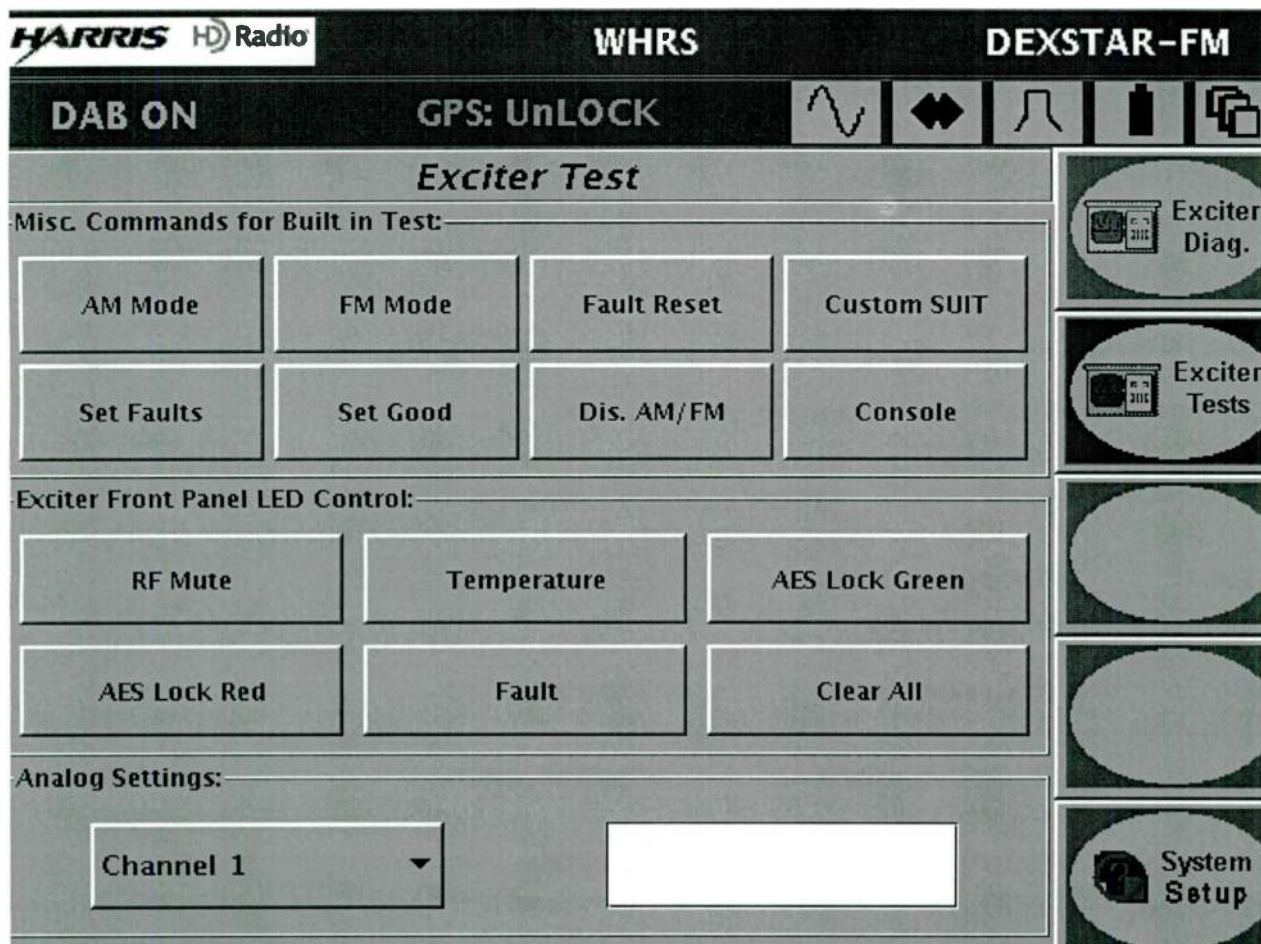 HARRIS HD Radio WHRS DEXSTAR-FM
DAB ON GPS: UnLOCK
Exciter Test
Misc. Commands for Built in Test:
AM Mode FM Mode Fault Reset Custom SUIT
Set Faults Set Good Dis. AM/FM Console
Exciter Front Panel LED Control:
RF Mute Temperature AES Lock Green
AES Lock Red Fault Clear All
Analog Settings:
Channel 1
Exciter
Diag.
Exciter
Tests
System
Setup